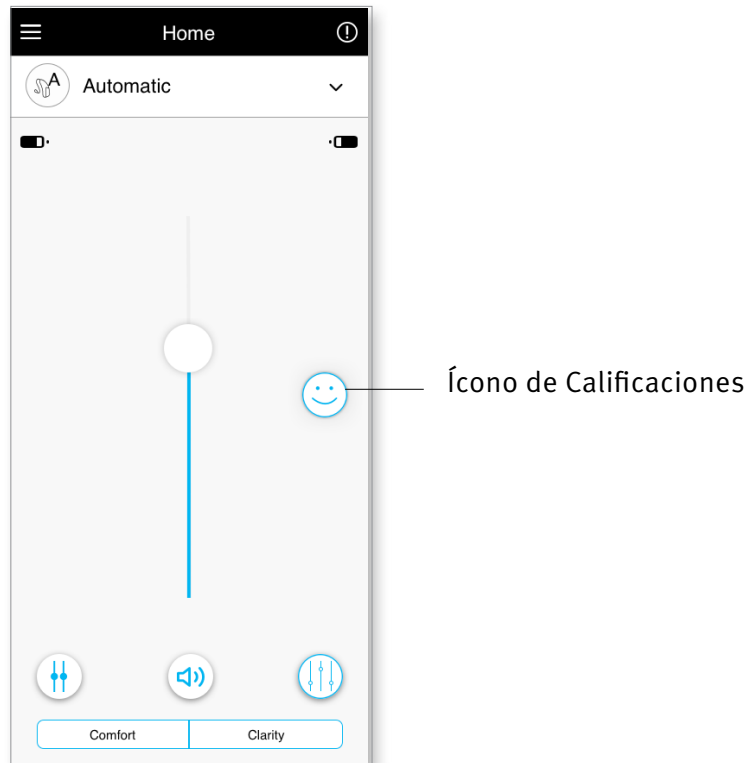 Home
A
Automatic
Ícono de Calificaciones
Comfort
Clarity